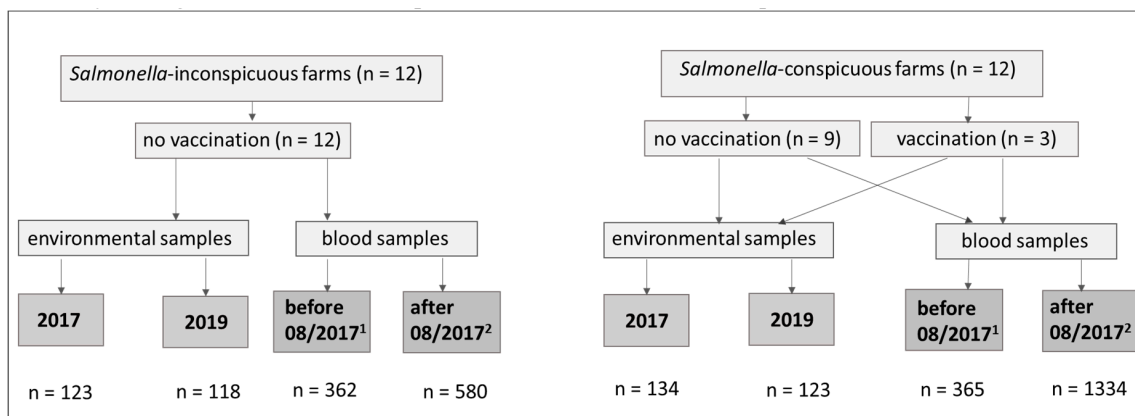 Salmonella-inconspicuous farms (n = 12)
no vaccination (n = 12)
environmental samples
blood samples
2017
2019
before
08/2017¹
after
08/2017²
n = 123
n = 118
n = 362
n = 580
Salmonella-conspicuous farms (n = 12)
no vaccination (n = 9)
vaccination (n = 3)
environmental samples
blood samples
2017
2019
before
08/2017¹
after
08/2017²
n = 134
n = 123
n = 365
n = 1334